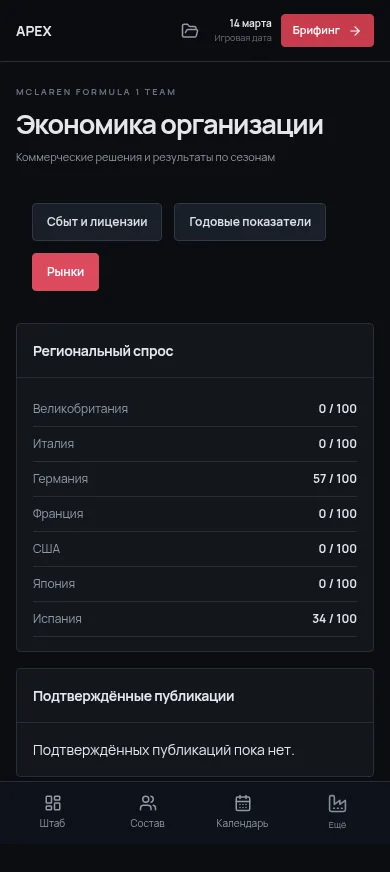 APEX
14 марта
Игровая дата
Брифинг
MCLAREN FORMULA 1 TEAM
Экономика организации
Коммерческие решения и результаты по сезонам
Сбыт и лицензии
Годовые показатели
Рынки
Региональный спрос
Великобритания 0 / 100
Италия 0 / 100
Германия 57 / 100
Франция 0 / 100
США 0 / 100
Япония 0 / 100
Испания 34 / 100
Подтверждённые публикации
Подтверждённых публикаций пока нет.
Штаб
Состав
Календарь
Ещё